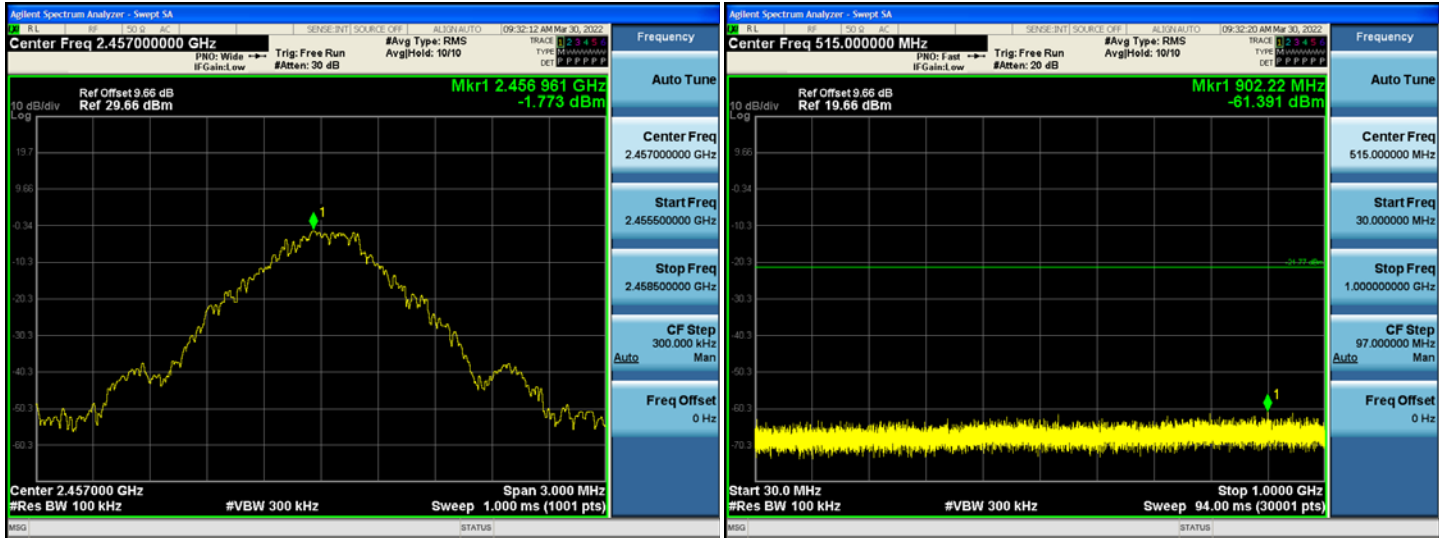 Agilent Spectrum Analyzer - Swept SA
RL RF 50 Ω AC SENSE:INT SOURCE OFF ALIGN AUTO 09:32:12 AM Mar 30, 2022
Center Freq 2.457000000 GHz
PNO: Wide
IFGain:Low
Trig: Free Run
#Atten: 30 dB
#Avg Type: RMS
Avg|Hold: 10/10
TRACE 1 2 3 4 5 6
TYPE M
DET P P P P P P
Ref Offset 9.66 dB
10 dB/div Ref 29.66 dBm
Log
Mkr1 2.456 961 GHz
-1.773 dBm
19.7
9.66
-0.34
-10.3
-20.3
-30.3
-40.3
-50.3
-60.3
1
Center 2.457000 GHz Span 3.000 MHz
#Res BW 100 kHz #VBW 300 kHz Sweep 1.000 ms (1001 pts)
MSG STATUS
Frequency
Auto Tune
Center Freq
2.457000000 GHz
Start Freq
2.455500000 GHz
Stop Freq
2.458500000 GHz
CF Step
300.000 kHz
Auto Man
Freq Offset
0 Hz
Agilent Spectrum Analyzer - Swept SA
RL RF 50 Ω AC SENSE:INT SOURCE OFF ALIGN AUTO 09:32:20 AM Mar 30, 2022
Center Freq 515.000000 MHz
PNO: Fast
IFGain:Low
Trig: Free Run
#Atten: 20 dB
#Avg Type: RMS
Avg|Hold: 10/10
TRACE 1 2 3 4 5 6
TYPE M
DET P P P P P P
Ref Offset 9.66 dB
10 dB/div Ref 19.66 dBm
Log
Mkr1 902.22 MHz
-61.391 dBm
9.66
-0.34
-10.3
-20.3
-30.3
-40.3
-50.3
-60.3
-70.3
-21.77 dBm
1
Start 30.0 MHz Stop 1.0000 GHz
#Res BW 100 kHz #VBW 300 kHz Sweep 94.00 ms (30001 pts)
MSG STATUS
Frequency
Auto Tune
Center Freq
515.000000 MHz
Start Freq
30.000000 MHz
Stop Freq
1.000000000 GHz
CF Step
97.000000 MHz
Auto Man
Freq Offset
0 Hz